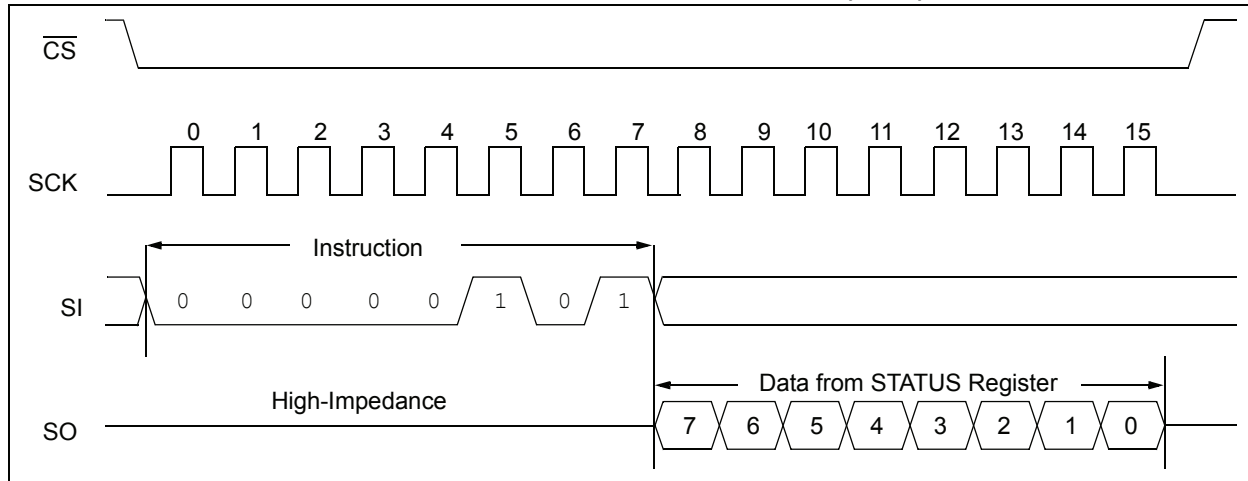 CS
0 1 2 3 4 5 6 7 8 9 10 11 12 13 14 15
SCK
Instruction
SI 0 0 0 0 0 1 0 1
Data from STATUS Register
High-Impedance
SO 7 6 5 4 3 2 1 0